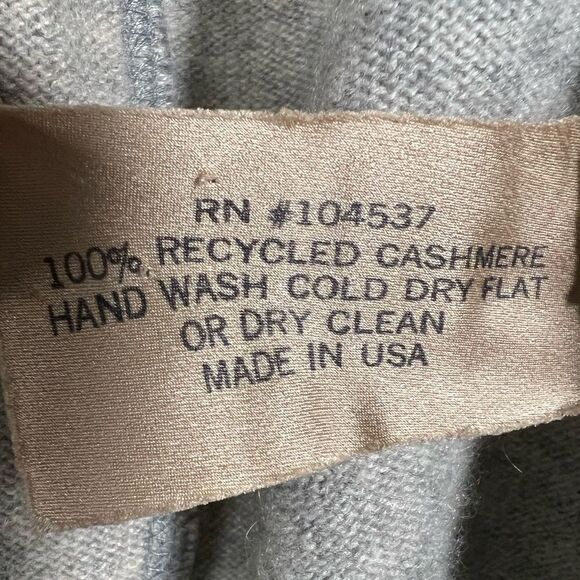 RN #104537
100% RECYCLED CASHMERE
HAND WASH COLD DRY FLAT
OR DRY CLEAN
MADE IN USA